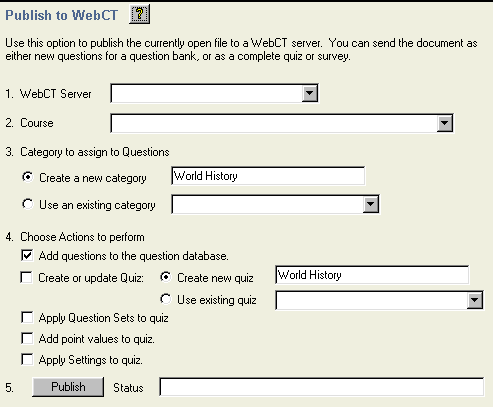 Publish to WebCT ?
Use this option to publish the currently open file to a WebCT server. You can send the document as
either new questions for a question bank, or as a complete quiz or survey.
1. WebCT Server
2. Course
3. Category to assign to Questions
Create a new category World History
Use an existing category
4. Choose Actions to perform
Add questions to the question database.
Create or update Quiz: Create new quiz World History
Use existing quiz
Apply Question Sets to quiz
Add point values to quiz.
Apply Settings to quiz.
5. Publish Status